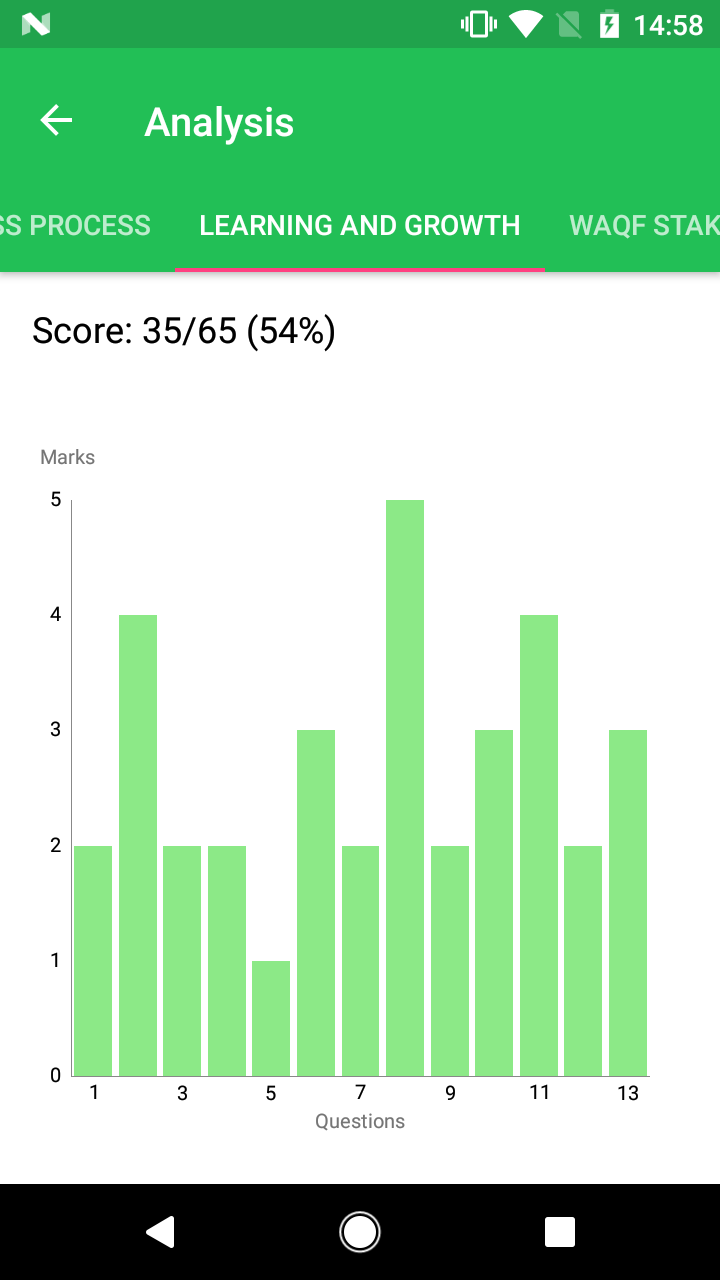 14:58
Analysis
SS PROCESS LEARNING AND GROWTH WAQF STAK
Score: 35/65 (54%)
Marks
5
4
3
2
1
0
1 3 5 7 9 11 13
Questions